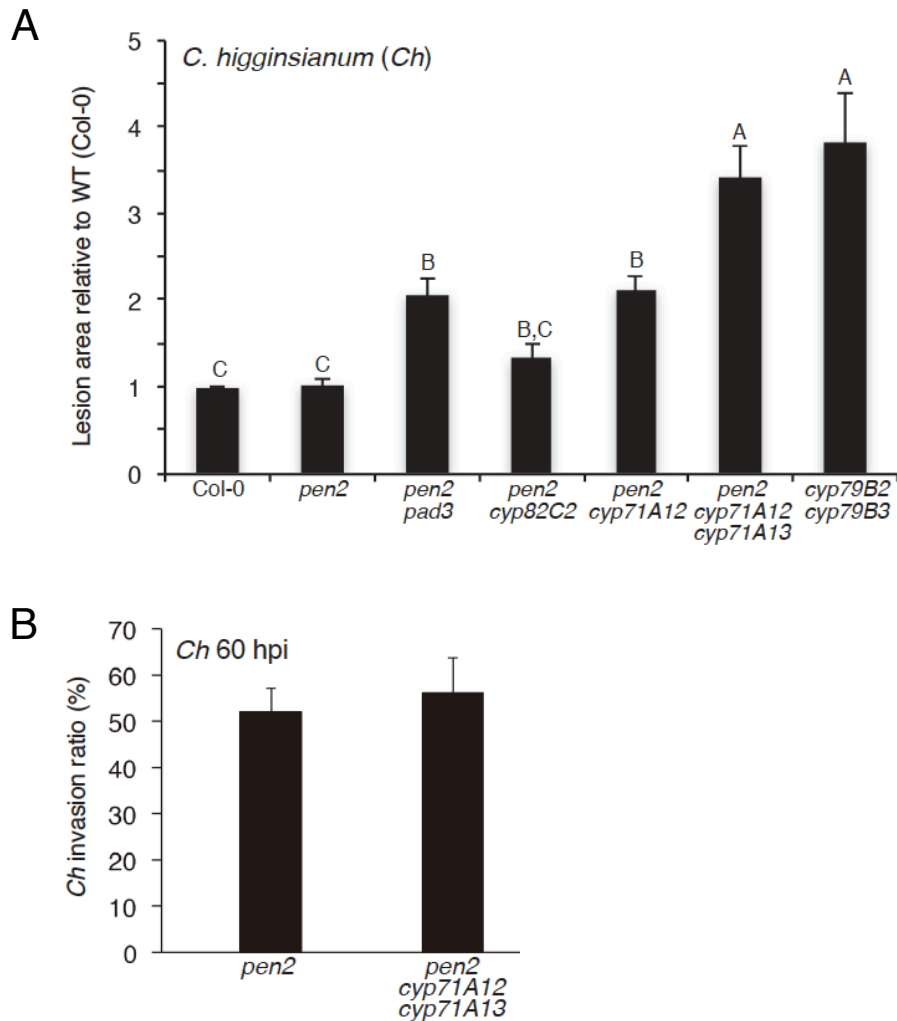 A
C. higginsianum (Ch)
Lesion area relative to WT (Col-0)
5
4
3
2
1
0
C
C
B
B,C
B
A
A
Col-0
pen2
pen2
pad3
pen2
cyp82C2
pen2
cyp71A12
pen2
cyp71A12
cyp71A13
cyp79B2
cyp79B3
B
Ch 60 hpi
Ch invasion ratio (%)
70
60
50
40
30
20
10
0
pen2
pen2
cyp71A12
cyp71A13